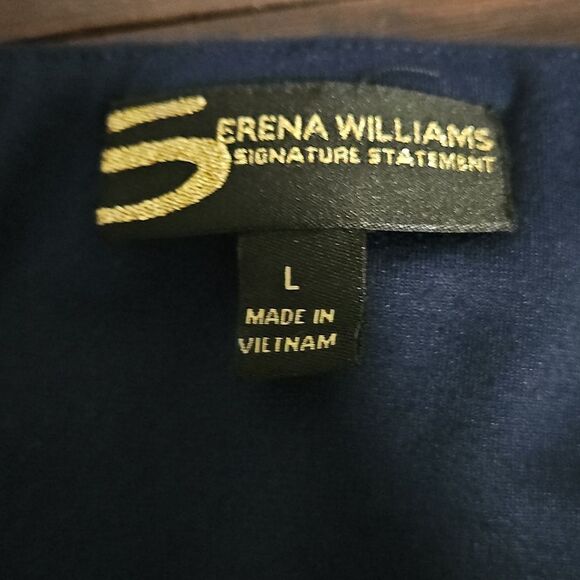 SERENA WILLIAMS
SIGNATURE STATEMENT
L
MADE IN
VIETNAM